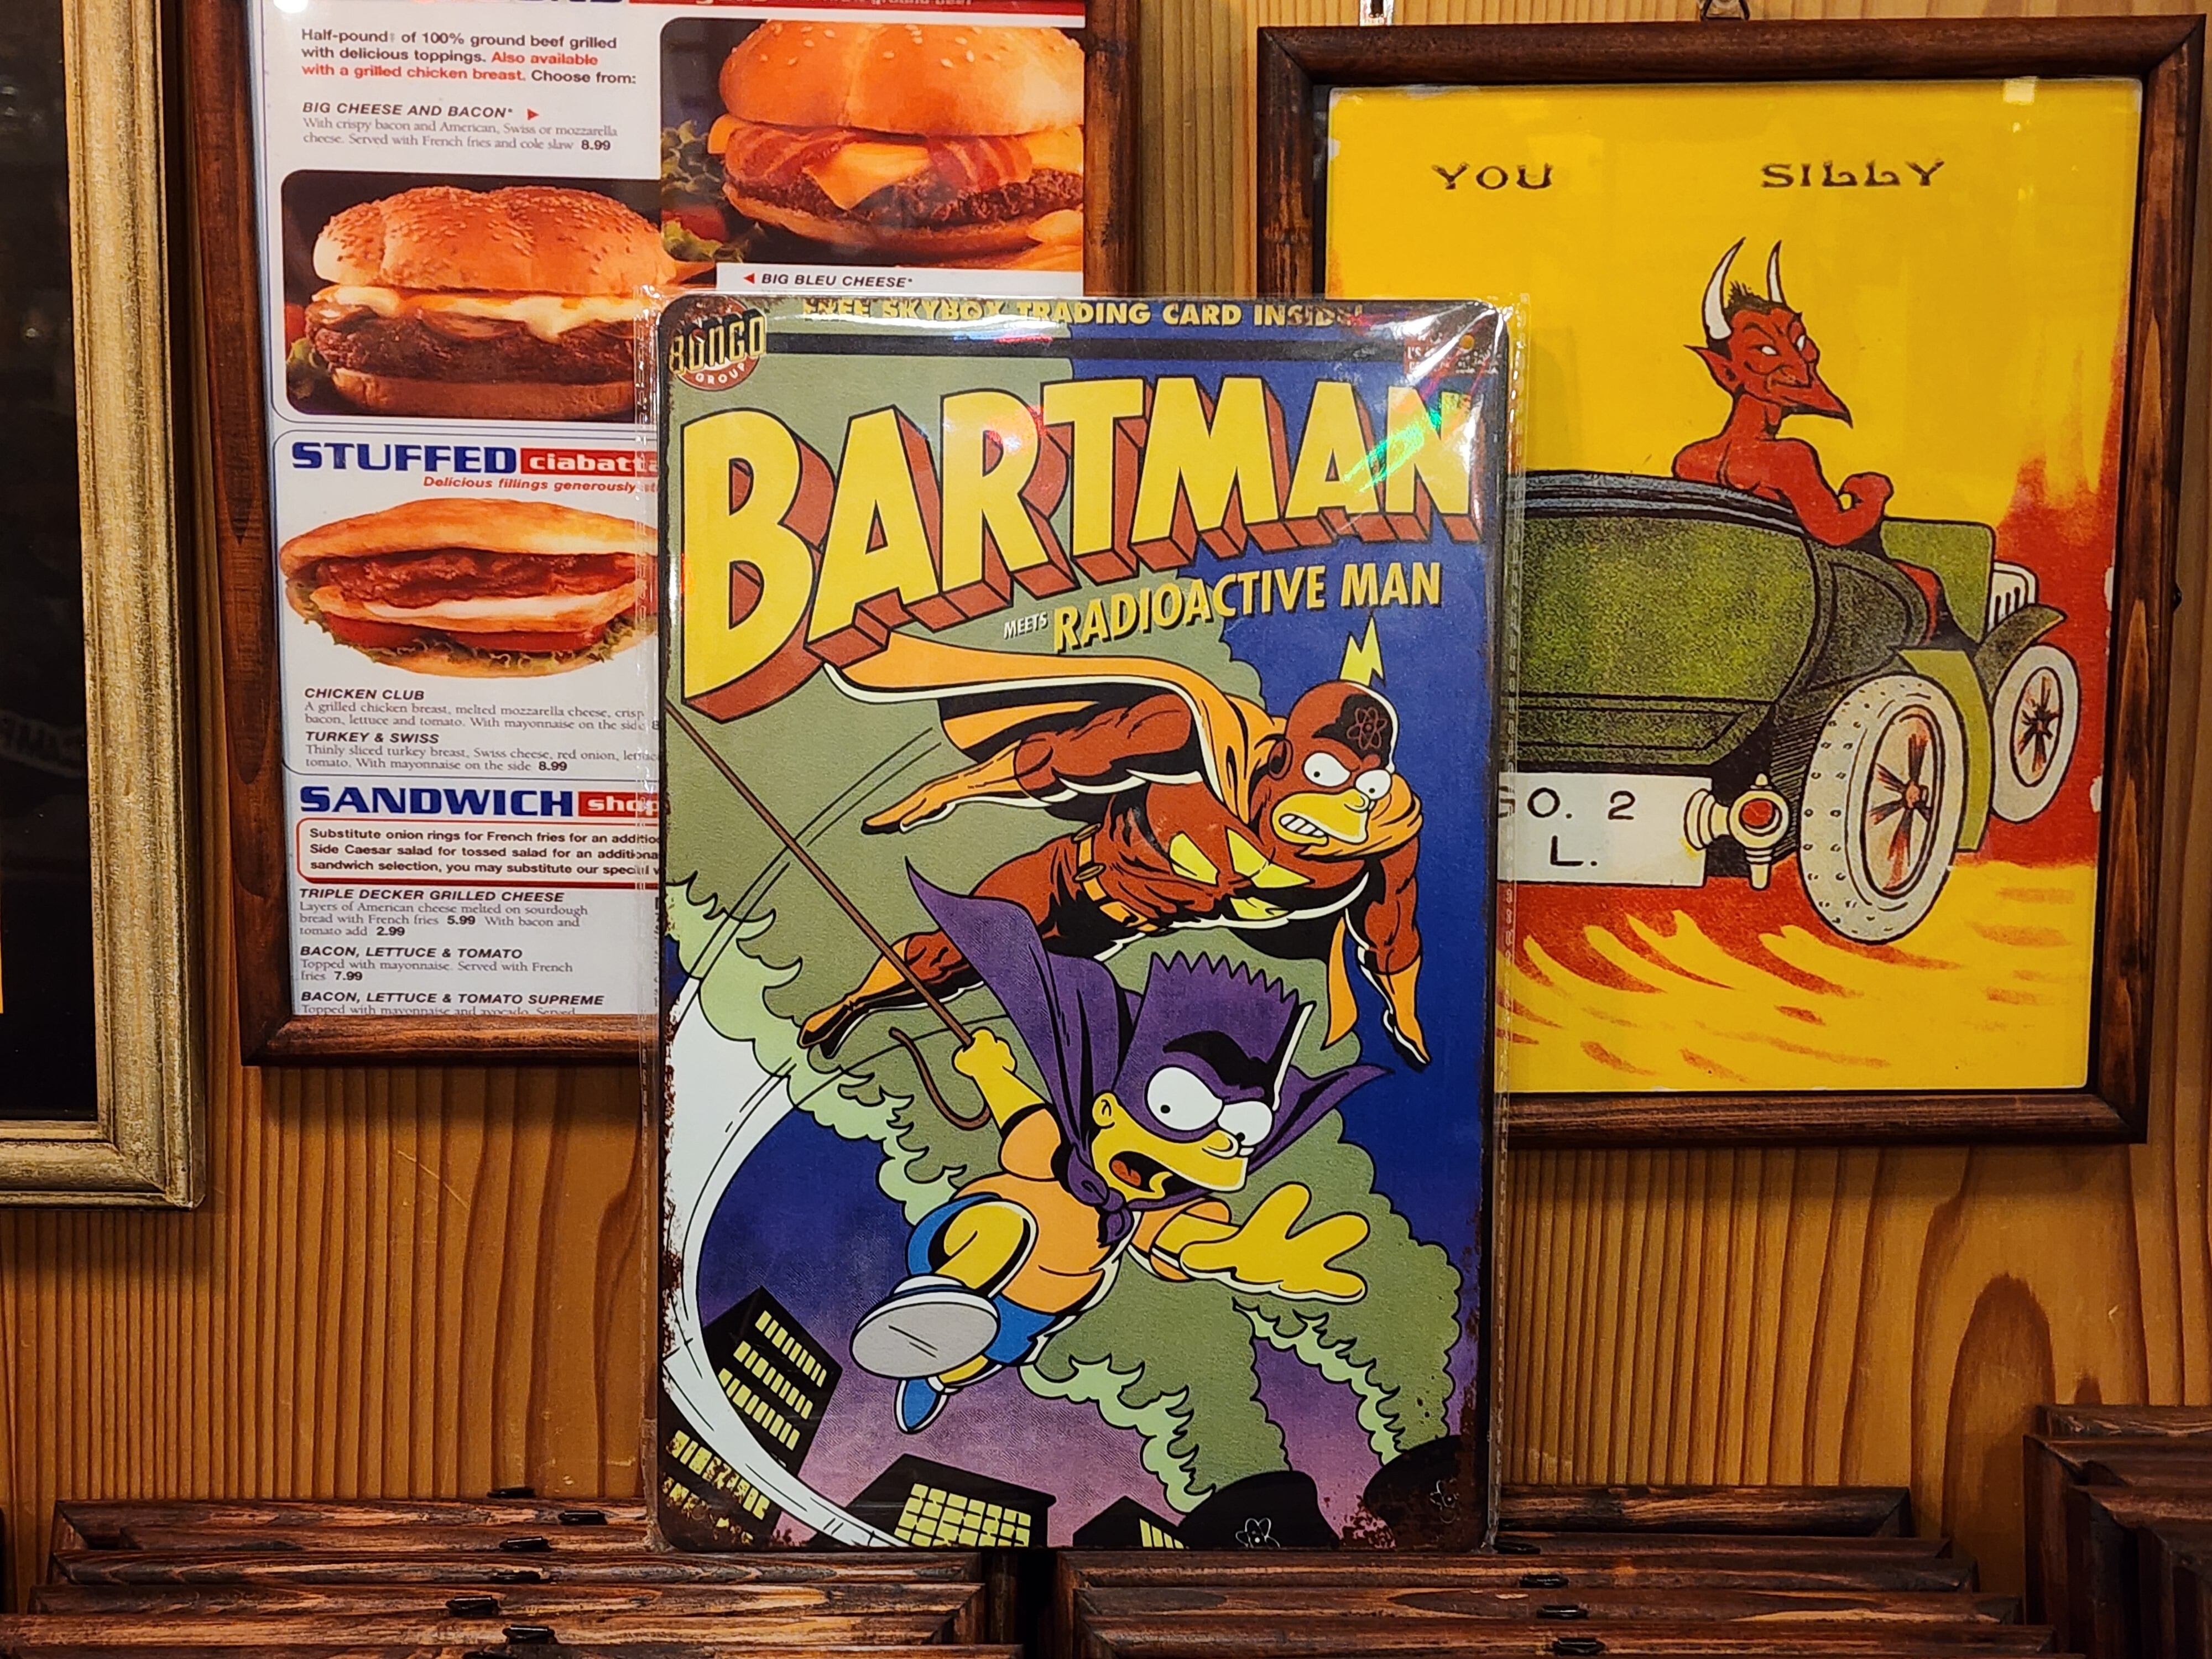 Half-pound of 100% ground beef grilled
with delicious toppings. Also available
with a grilled chicken breast. Choose from:
BIG CHEESE AND BACON*
With crispy bacon and American, Swiss or mozzarella
cheese. Served with French fries and cole slaw 8.99
BIG BLEU CHEESE*
STUFFED ciabatta
Delicious fillings generously
CHICKEN CLUB
A grilled chicken breast, melted mozzarella cheese, crisp
bacon, lettuce and tomato. With mayonnaise on the side
TURKEY & SWISS
Thinly sliced turkey breast, Swiss cheese, red onion,
tomato. With mayonnaise on the side 8.99
SANDWICH shop
Substitute onion rings for French fries for an
Side Caesar salad for tossed salad for an
sandwich selection, you may substitute our special
TRIPLE DECKER GRILLED CHEESE
Layers of American cheese melted on sourdough
bread with French fries 5.99 With bacon and
tomato add 2.99
BACON, LETTUCE & TOMATO
Topped with mayonnaise. Served with French
fries 7.99
BACON, LETTUCE & TOMATO SUPREME
Topped with mayonnaise and avocado. Served
FREE SKYBOX TRADING CARD INSIDE!
BONGO
GROUP
BARTMAN
MEETS RADIOACTIVE MAN
YOU SILLY
GO. 2
L.